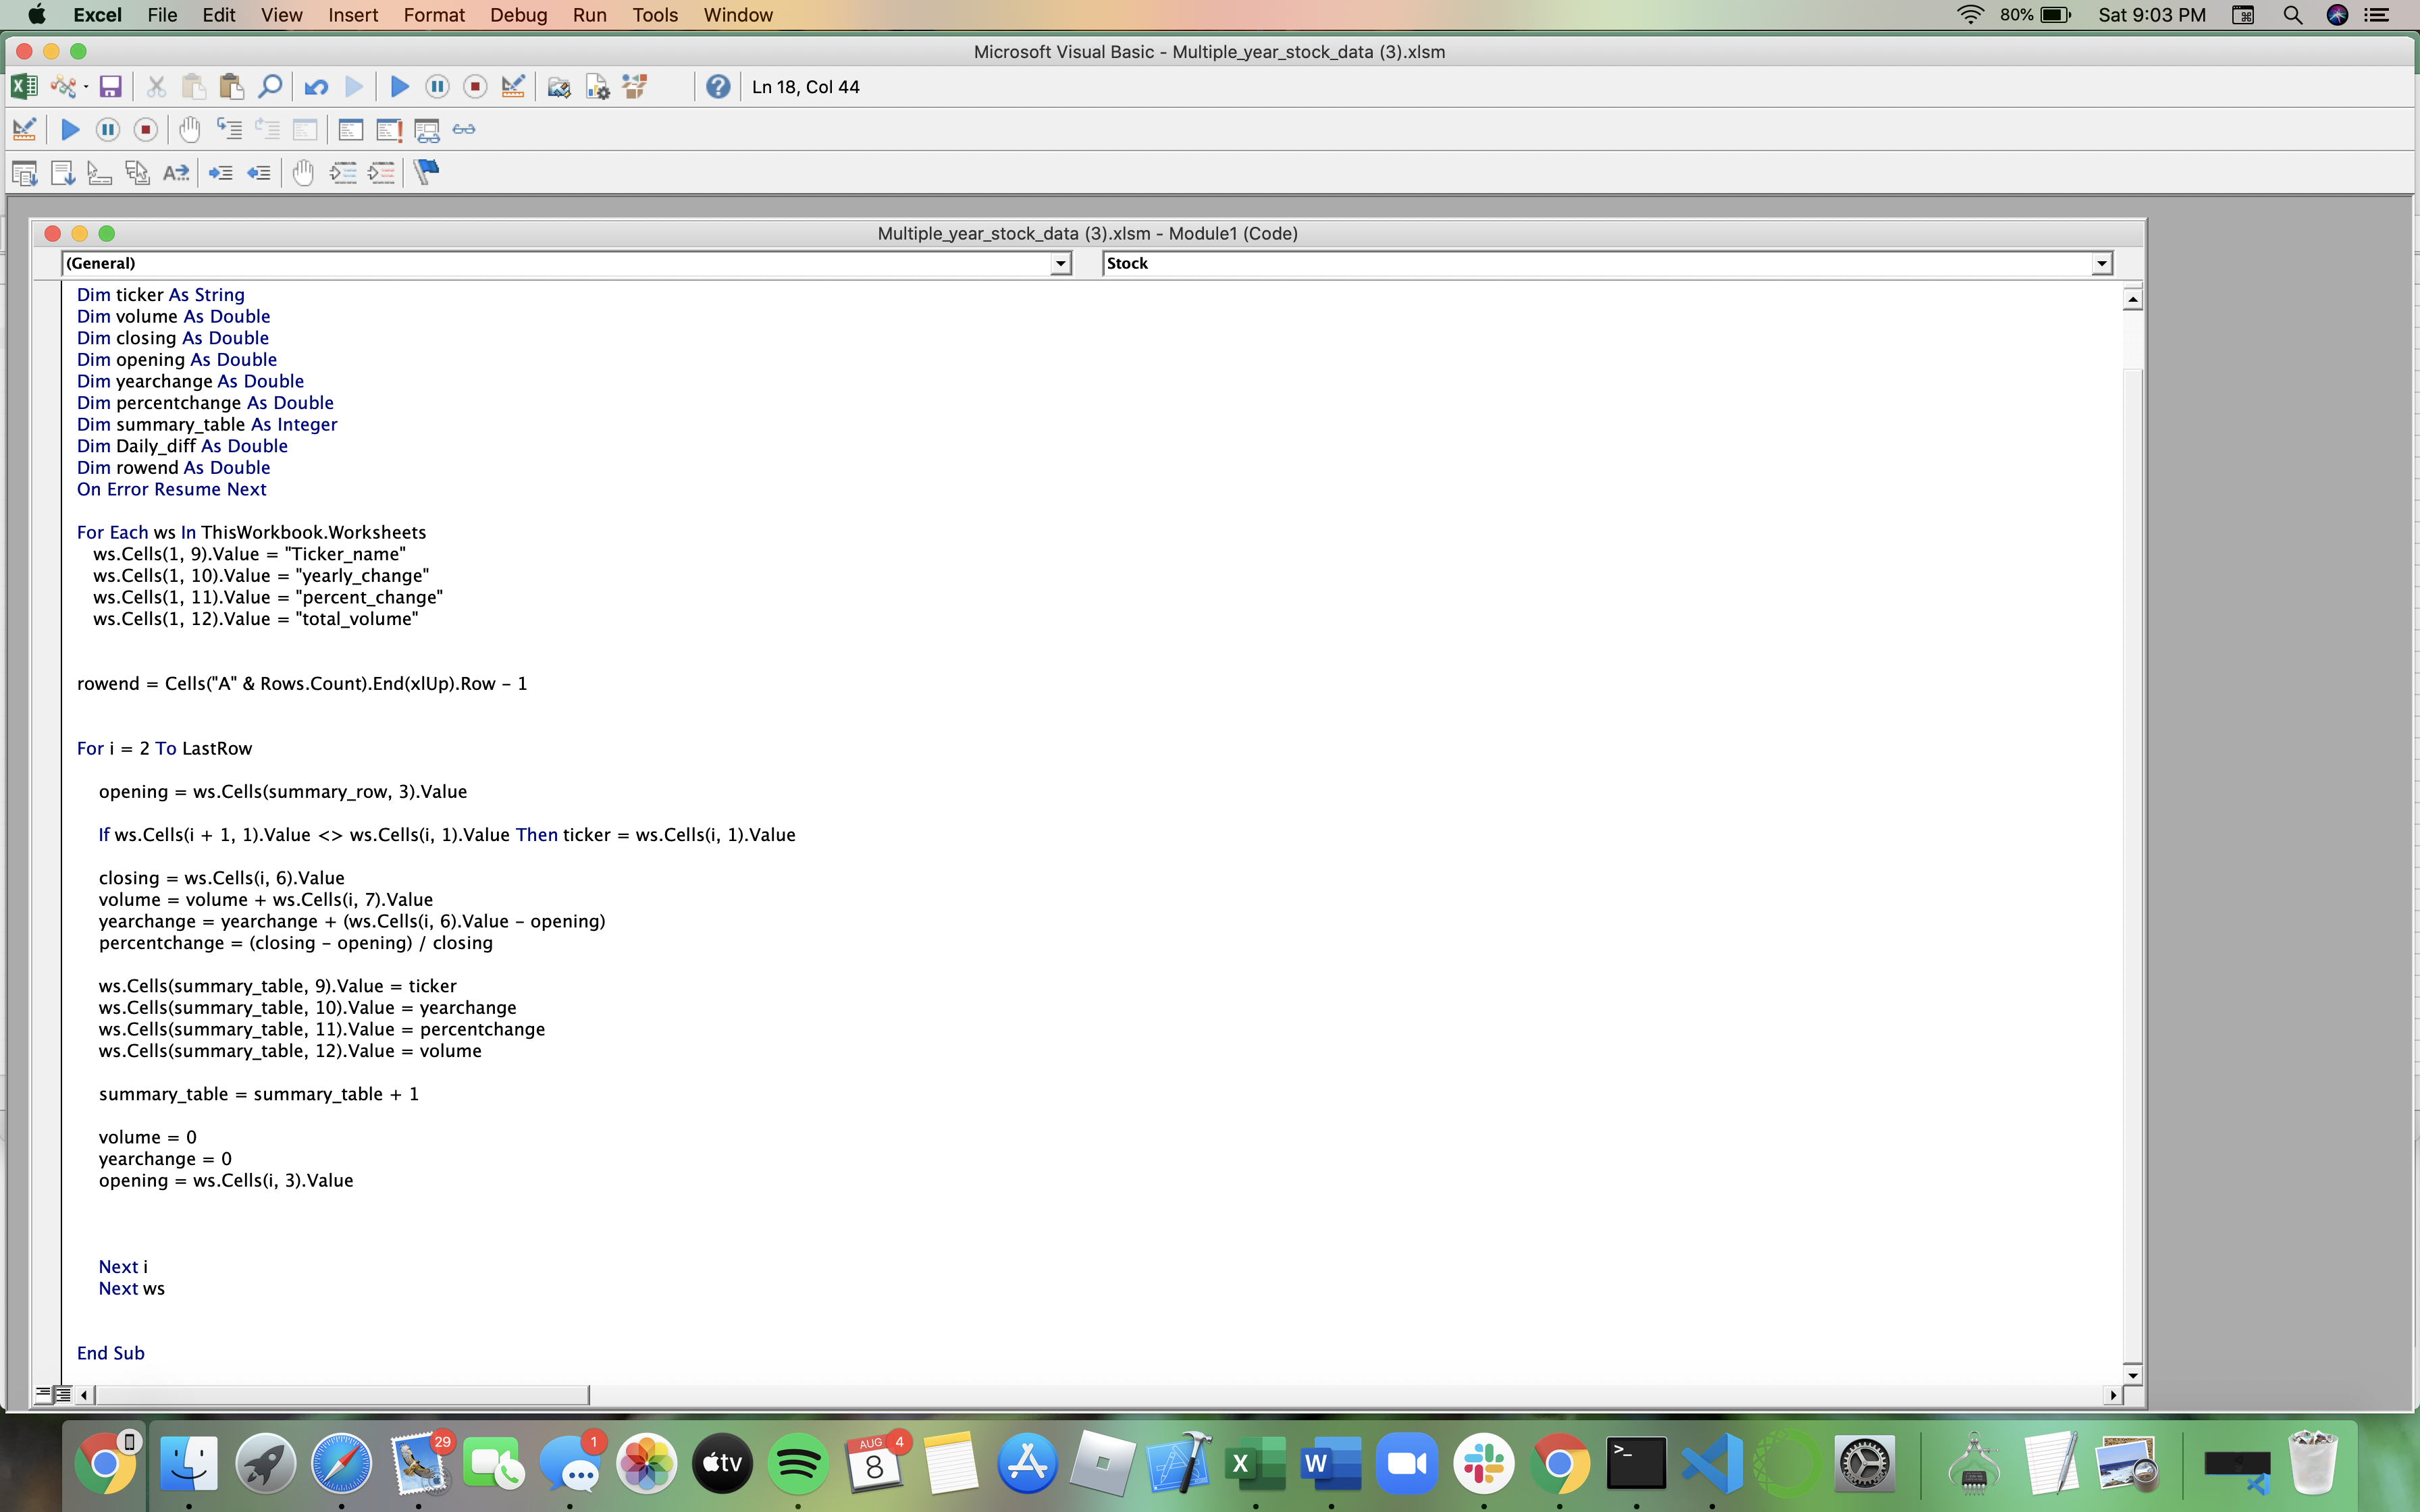 Excel File Edit View Insert Format Debug Run Tools Window 80% Sat 9:03 PM
Microsoft Visual Basic - Multiple_year_stock_data (3).xlsm
Ln 18, Col 44
Multiple_year_stock_data (3).xlsm - Module1 (Code)
(General) Stock
Dim ticker As String
Dim volume As Double
Dim closing As Double
Dim opening As Double
Dim yearchange As Double
Dim percentchange As Double
Dim summary_table As Integer
Dim Daily_diff As Double
Dim rowend As Double
On Error Resume Next
For Each ws In ThisWorkbook.Worksheets
ws.Cells(1, 9).Value = "Ticker_name"
ws.Cells(1, 10).Value = "yearly_change"
ws.Cells(1, 11).Value = "percent_change"
ws.Cells(1, 12).Value = "total_volume"
rowend = Cells("A" & Rows.Count).End(xlUp).Row - 1
For i = 2 To LastRow
opening = ws.Cells(summary_row, 3).Value
If ws.Cells(i + 1, 1).Value <> ws.Cells(i, 1).Value Then ticker = ws.Cells(i, 1).Value
closing = ws.Cells(i, 6).Value
volume = volume + ws.Cells(i, 7).Value
yearchange = yearchange + (ws.Cells(i, 6).Value - opening)
percentchange = (closing - opening) / closing
ws.Cells(summary_table, 9).Value = ticker
ws.Cells(summary_table, 10).Value = yearchange
ws.Cells(summary_table, 11).Value = percentchange
ws.Cells(summary_table, 12).Value = volume
summary_table = summary_table + 1
volume = 0
yearchange = 0
opening = ws.Cells(i, 3).Value
Next i
Next ws
End Sub
29 1 tv AUG 8 4 X W >_